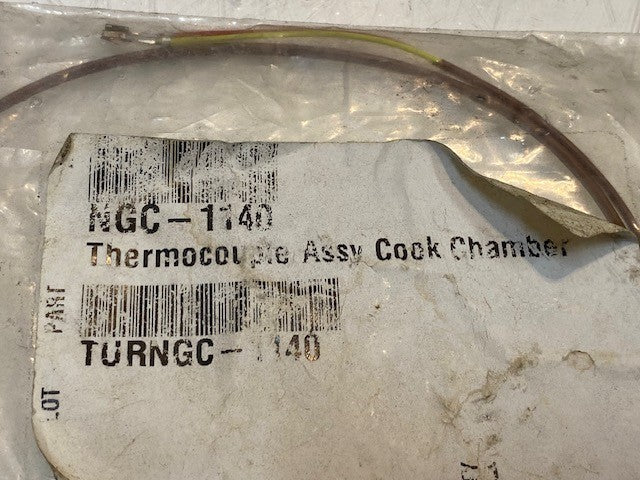 NGC-1140
Thermocouple Assy Cook Chamber
PART
TURNGC-1140
LOT